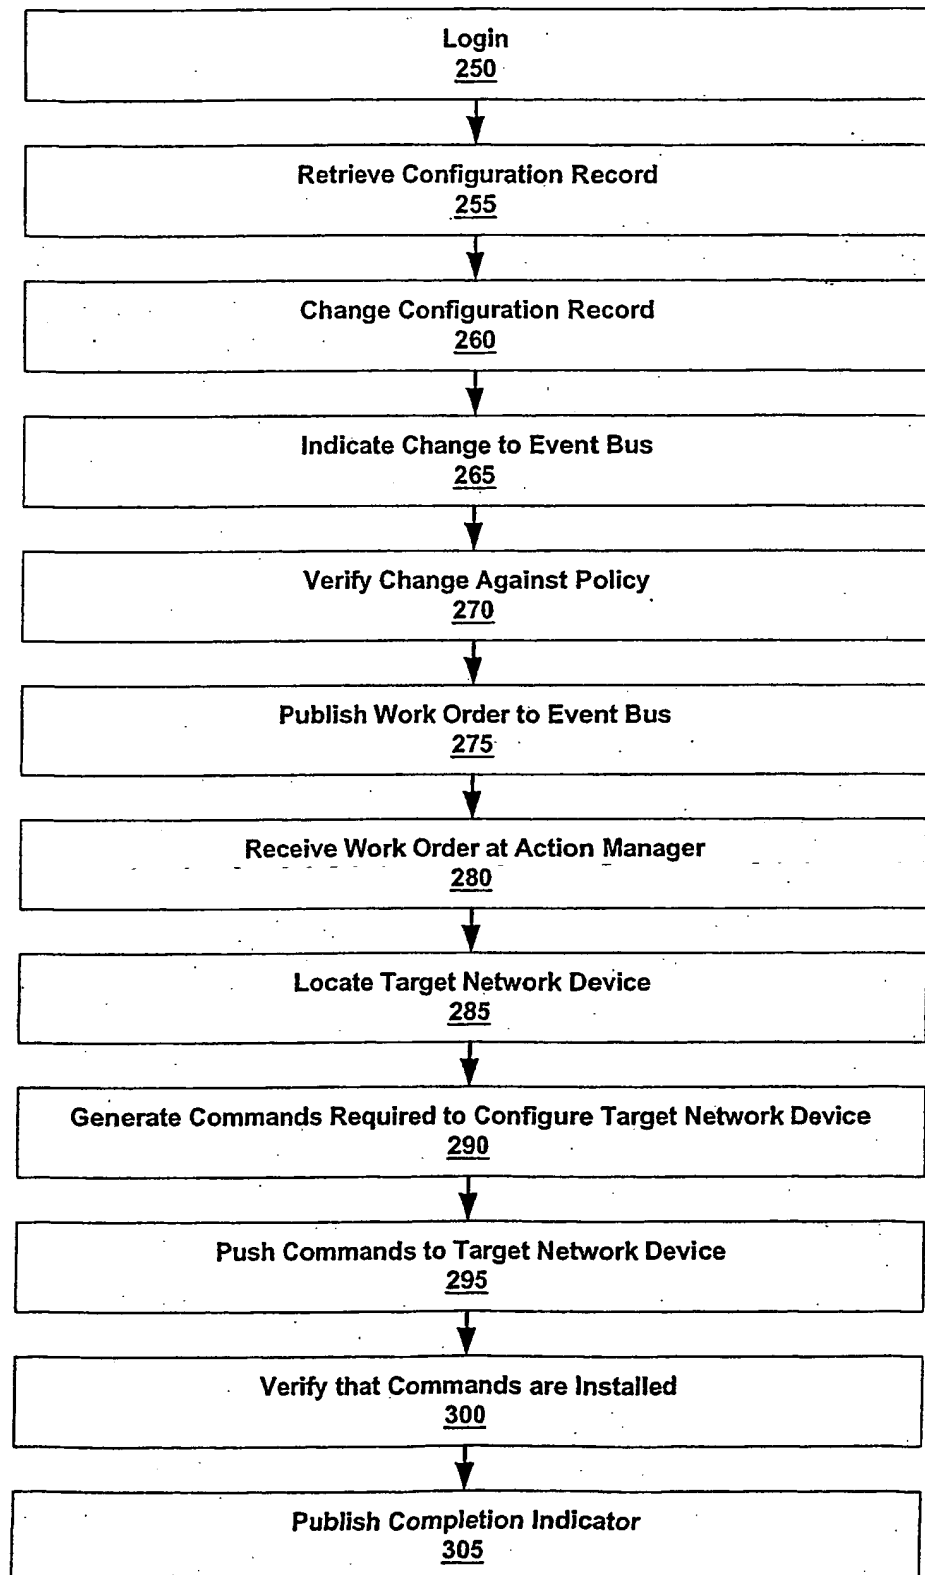 Login
250
Retrieve Configuration Record
255
Change Configuration Record
260
Indicate Change to Event Bus
265
Verify Change Against Policy
270
Publish Work Order to Event Bus
275
Receive Work Order at Action Manager
280
Locate Target Network Device
285
Generate Commands Required to Configure Target Network Device
290
Push Commands to Target Network Device
295
Verify that Commands are Installed
300
Publish Completion Indicator
305